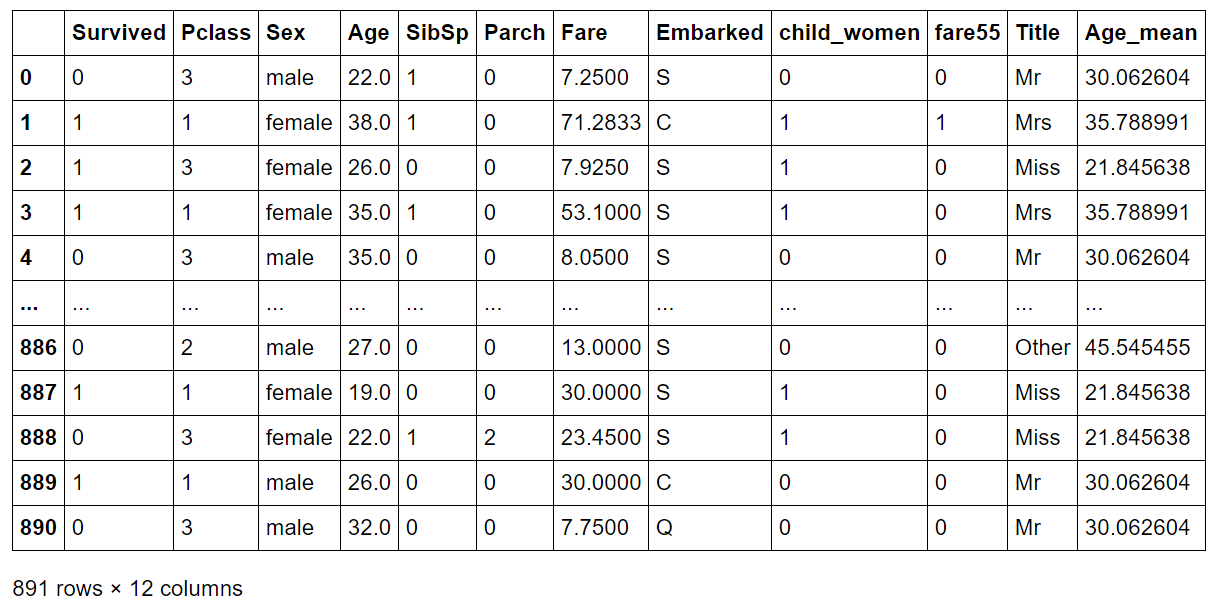 Survived Pclass Sex Age SibSp Parch Fare Embarked child_women fare55 Title Age_mean
0 0 3 male 22.0 1 0 7.2500 S 0 0 Mr 30.062604
1 1 1 female 38.0 1 0 71.2833 C 1 1 Mrs 35.788991
2 1 3 female 26.0 0 0 7.9250 S 1 0 Miss 21.845638
3 1 1 female 35.0 1 0 53.1000 S 1 0 Mrs 35.788991
4 0 3 male 35.0 0 0 8.0500 S 0 0 Mr 30.062604
... ... ... ... ... ... ... ... ... ... ... ... ...
886 0 2 male 27.0 0 0 13.0000 S 0 0 Other 45.545455
887 1 1 female 19.0 0 0 30.0000 S 1 0 Miss 21.845638
888 0 3 female 22.0 1 2 23.4500 S 1 0 Miss 21.845638
889 1 1 male 26.0 0 0 30.0000 C 0 0 Mr 30.062604
890 0 3 male 32.0 0 0 7.7500 Q 0 0 Mr 30.062604
891 rows × 12 columns